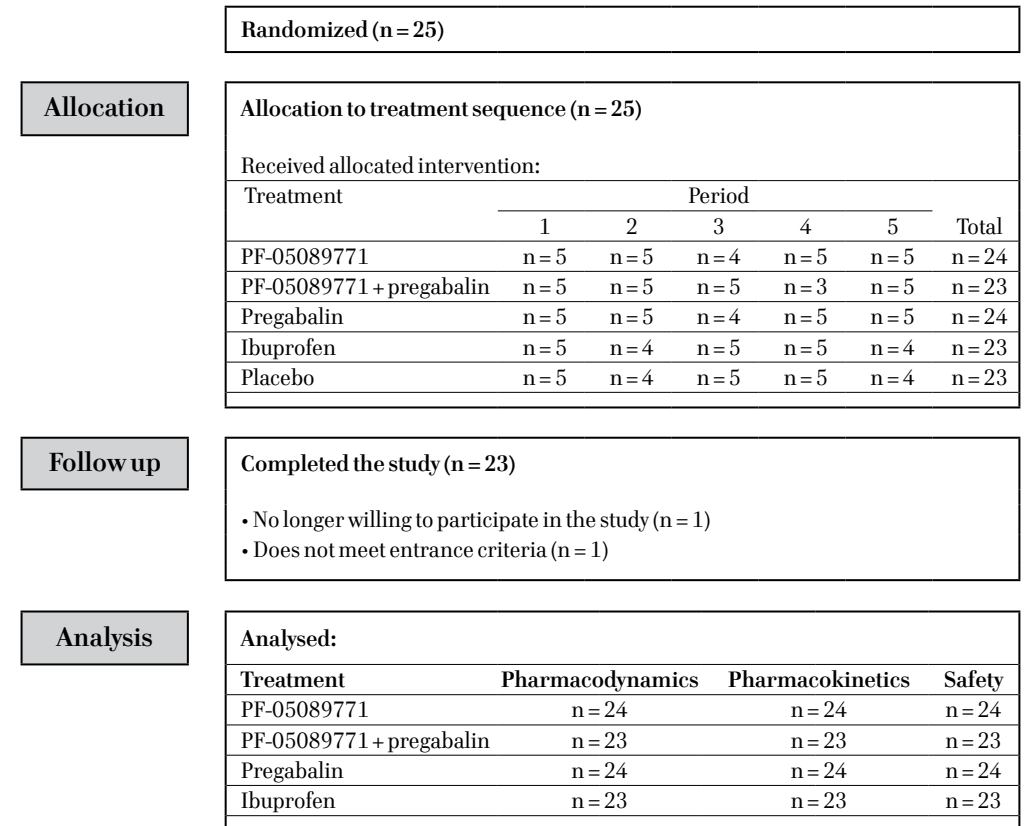 Randomized (n = 25)
Allocation
Allocation to treatment sequence (n = 25)
Received allocated intervention:
Treatment Period
1 2 3 4 5 Total
PF-05089771 n = 5 n = 5 n = 4 n = 5 n = 5 n = 24
PF-05089771 + pregabalin n = 5 n = 5 n = 5 n = 3 n = 5 n = 23
Pregabalin n = 5 n = 5 n = 4 n = 5 n = 5 n = 24
Ibuprofen n = 5 n = 4 n = 5 n = 5 n = 4 n = 23
Placebo n = 5 n = 4 n = 5 n = 5 n = 4 n = 23
Follow up
Completed the study (n = 23)
• No longer willing to participate in the study (n = 1)
• Does not meet entrance criteria (n = 1)
Analysis
Analysed:
Treatment Pharmacodynamics Pharmacokinetics Safety
PF-05089771 n = 24 n = 24 n = 24
PF-05089771 + pregabalin n = 23 n = 23 n = 23
Pregabalin n = 24 n = 24 n = 24
Ibuprofen n = 23 n = 23 n = 23